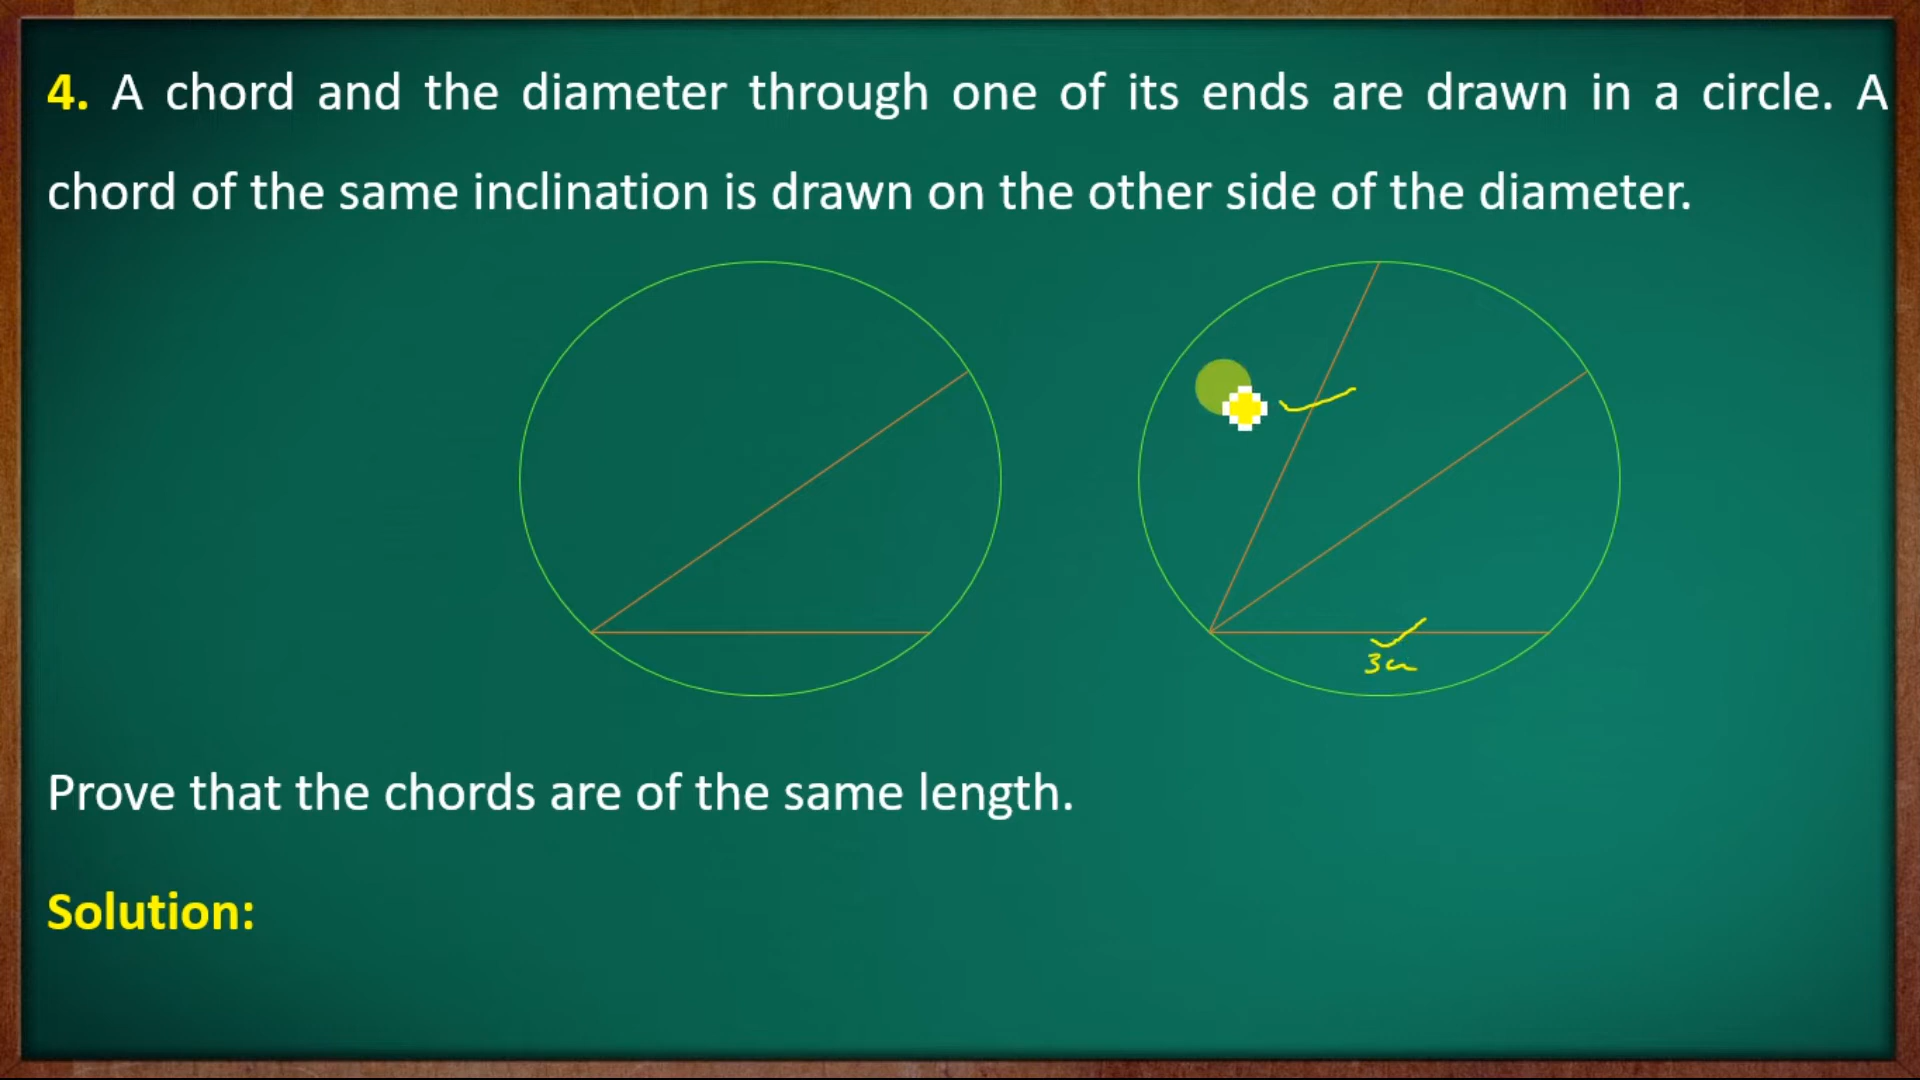 4. A chord and the diameter through one of its ends are drawn in a circle. A
chord of the same inclination is drawn on the other side of the diameter.
Prove that the chords are of the same length.
Solution: